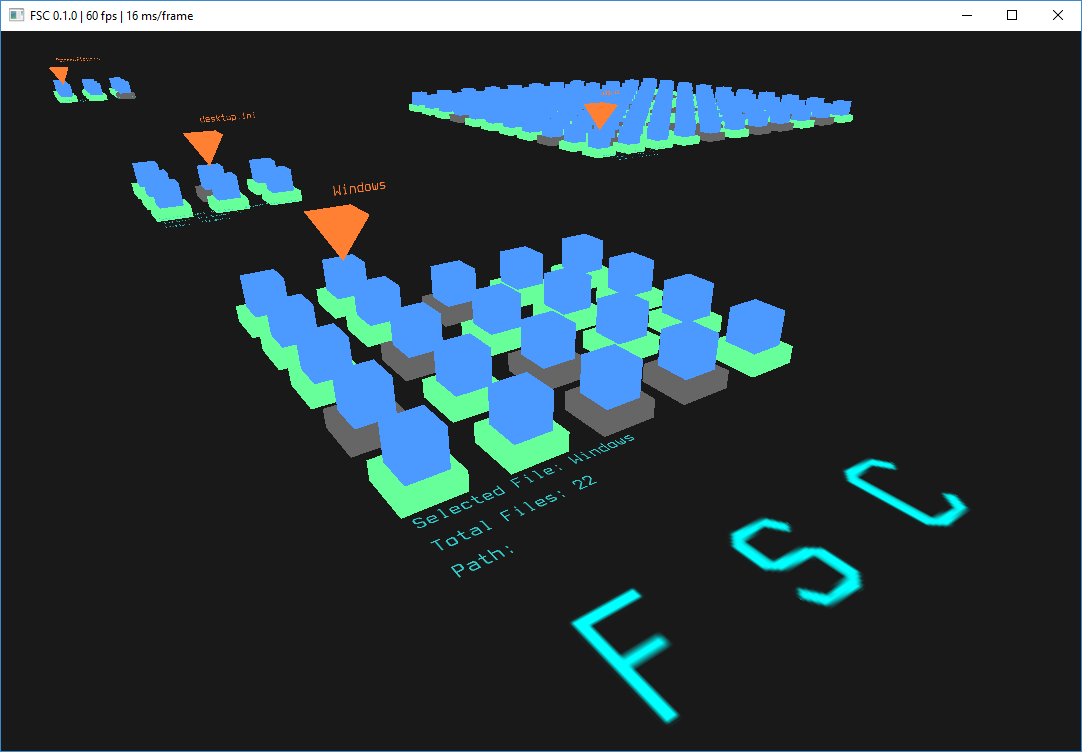 FSC 0.1.0 | 60 fps | 16 ms/frame
desktop.ini
Windows
Selected File: Windows
Total Files: 22
Path:
F S C